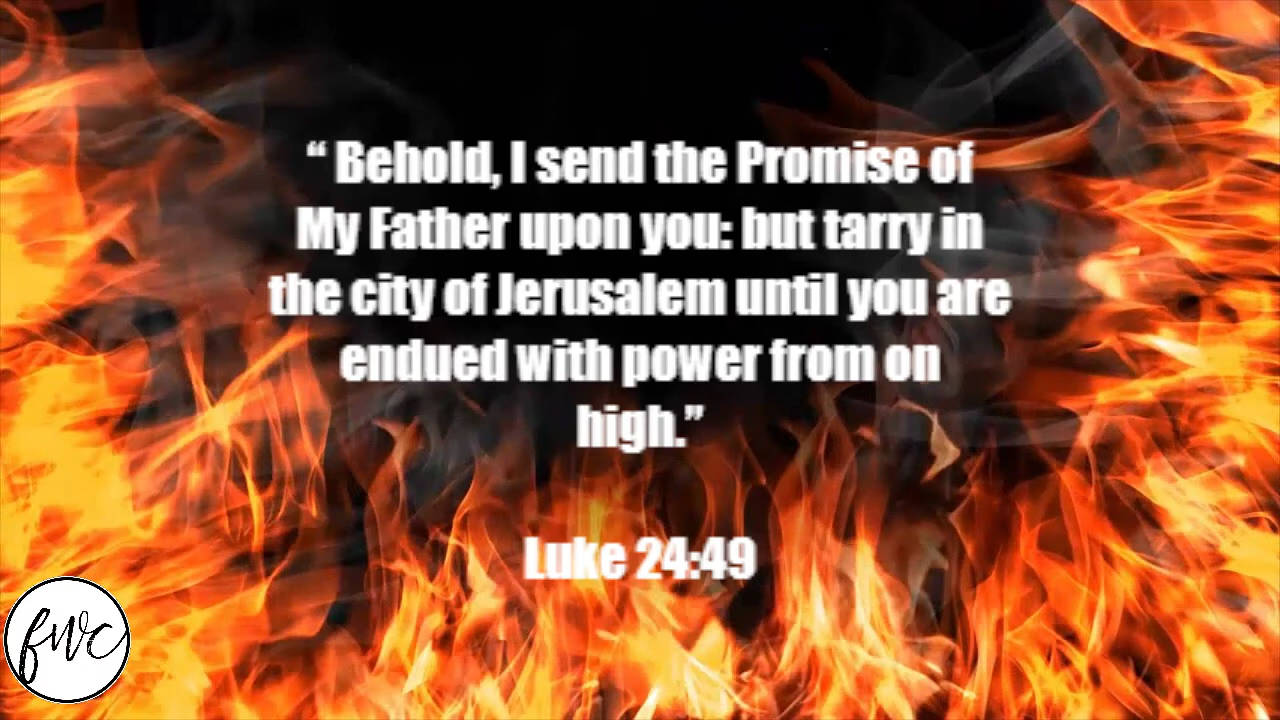 “ Behold, I send the Promise of
My Father upon you: but tarry in
the city of Jerusalem until you are
endued with power from on
high.”
Luke 24:49
fwc